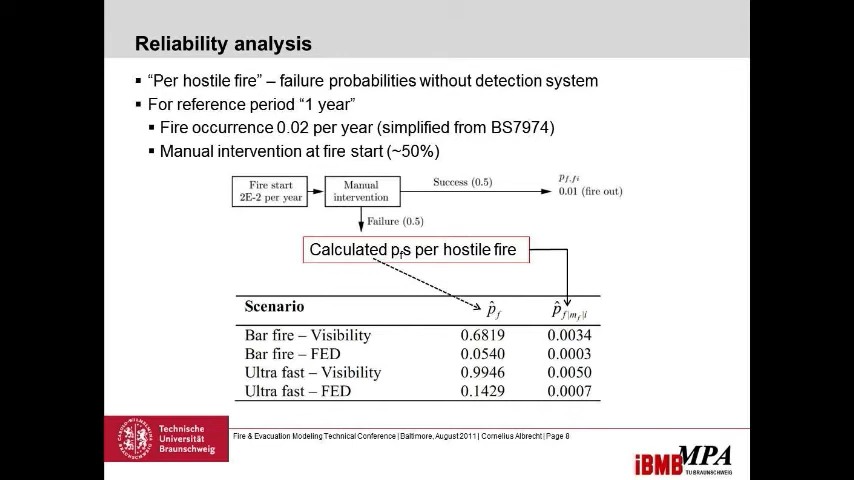 Reliability analysis
“Per hostile fire” – failure probabilities without detection system
For reference period “1 year”
Fire occurrence 0.02 per year (simplified from BS7974)
Manual intervention at fire start (~50%)
Fire start
2E-2 per year
Manual
intervention
Success (0.5)
p_f,fi
0.01 (fire out)
Failure (0.5)
Calculated p_fs per hostile fire
Scenario p̂_f p̂_f|m_f|i
Bar fire – Visibility 0.6819 0.0034
Bar fire – FED 0.0540 0.0003
Ultra fast – Visibility 0.9946 0.0050
Ultra fast – FED 0.1429 0.0007
Technische
Universität
Braunschweig
Fire & Evacuation Modeling Technical Conference | Baltimore, August 2011 | Cornelius Albrecht | Page 8
iBMB MPA
TU BRAUNSCHWEIG